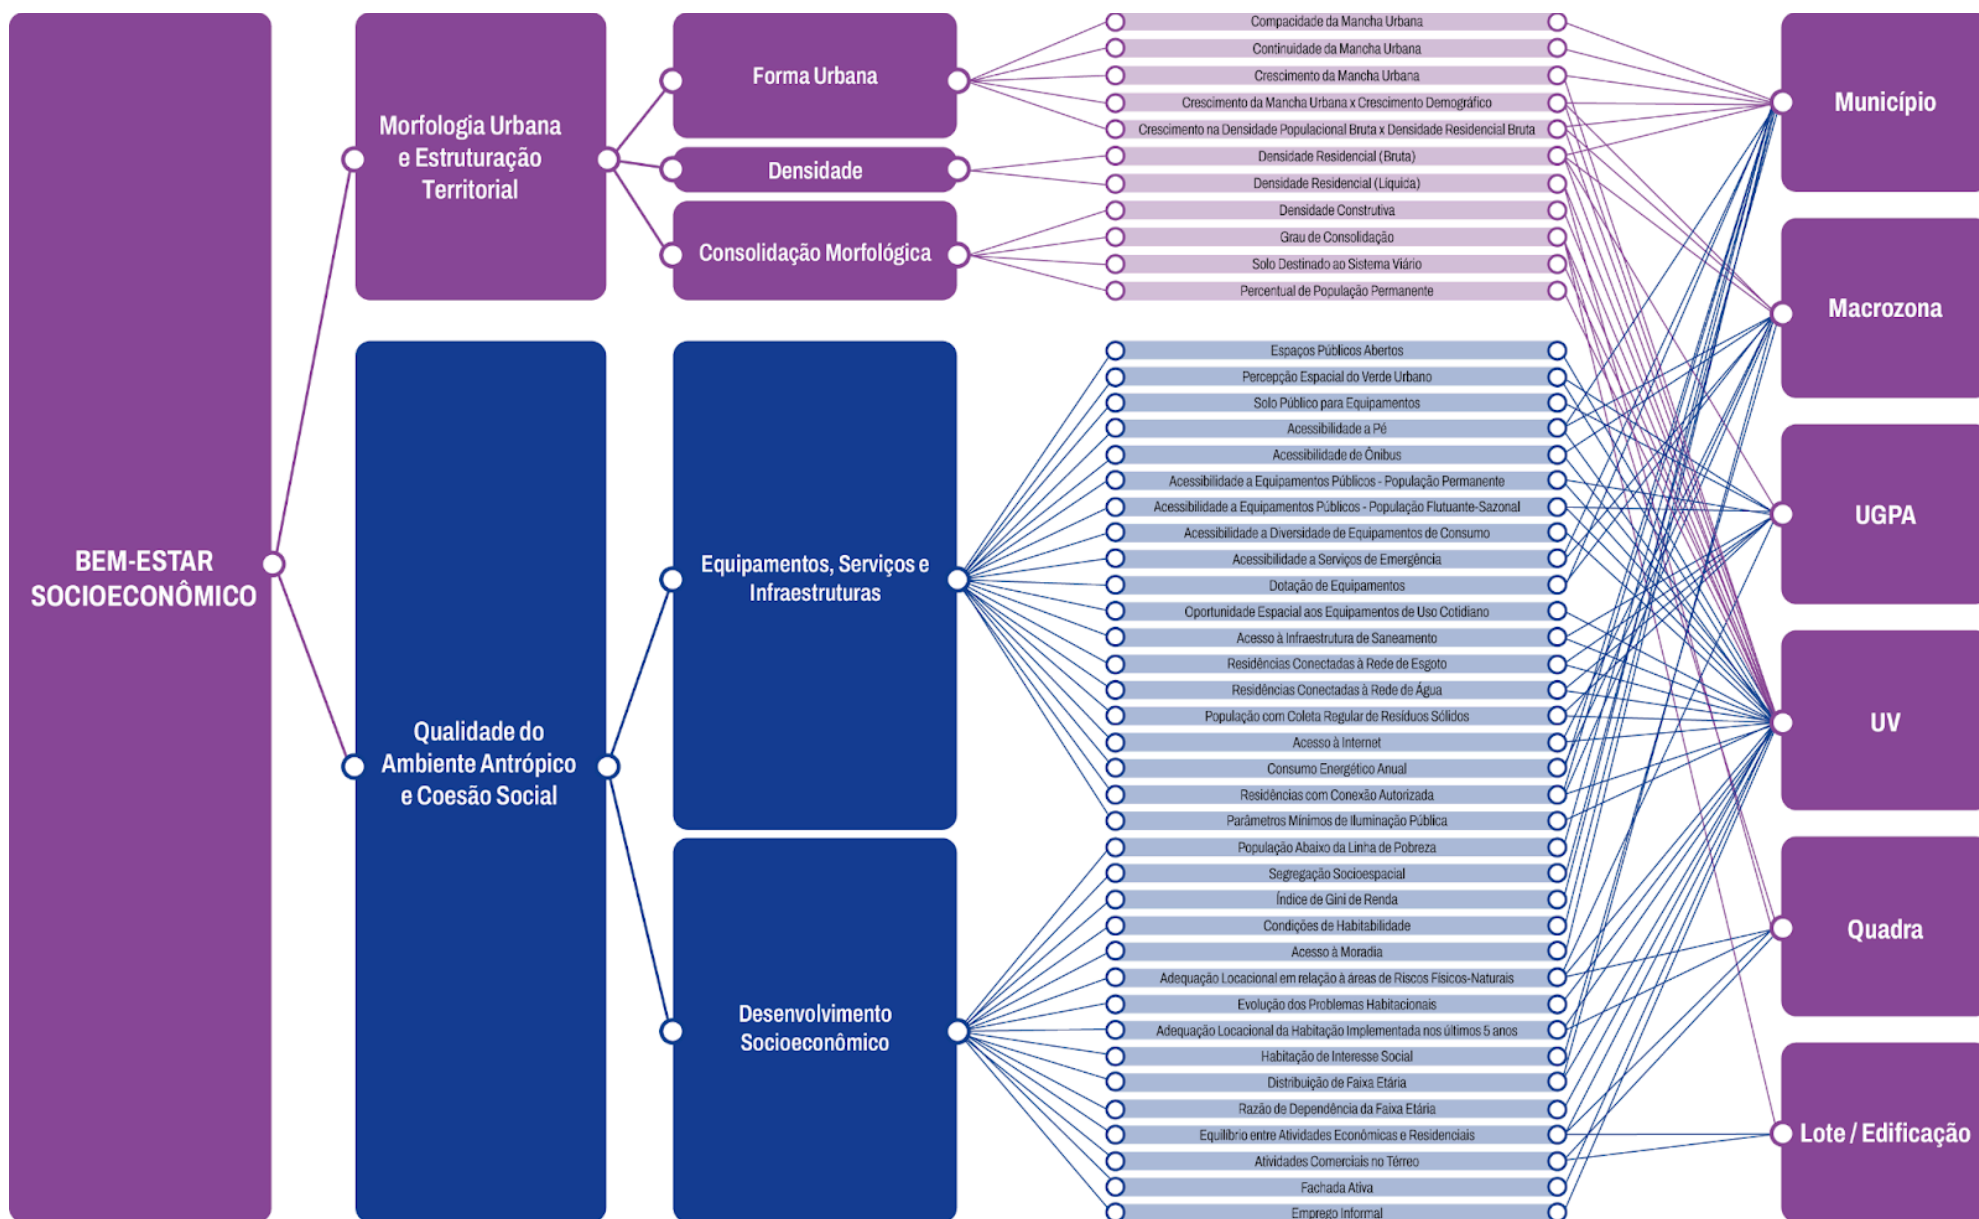 BEM-ESTAR
SOCIOECONÔMICO
Morfologia Urbana
e Estruturação
Territorial
Qualidade do
Ambiente Antrópico
e Coesão Social
Forma Urbana
Densidade
Consolidação Morfológica
Equipamentos, Serviços e
Infraestruturas
Desenvolvimento
Socioeconômico
Compacidade da Mancha Urbana
Continuidade da Mancha Urbana
Crescimento da Mancha Urbana
Crescimento da Mancha Urbana x Crescimento Demográfico
Crescimento na Densidade Populacional Bruta x Densidade Residencial Bruta
Densidade Residencial (Bruta)
Densidade Residencial (Líquida)
Densidade Construtiva
Grau de Consolidação
Solo Destinado ao Sistema Viário
Percentual de População Permanente
Espaços Públicos Abertos
Percepção Espacial do Verde Urbano
Solo Público para Equipamentos
Acessibilidade a Pé
Acessibilidade de Ônibus
Acessibilidade a Equipamentos Públicos - População Permanente
Acessibilidade a Equipamentos Públicos - População Flutuante-Sazonal
Acessibilidade a Diversidade de Equipamentos de Consumo
Acessibilidade a Serviços de Emergência
Dotação de Equipamentos
Oportunidade Espacial aos Equipamentos de Uso Cotidiano
Acesso à Infraestrutura de Saneamento
Residências Conectadas à Rede de Esgoto
Residências Conectadas à Rede de Água
População com Coleta Regular de Resíduos Sólidos
Acesso à Internet
Consumo Energético Anual
Residências com Conexão Autorizada
Parâmetros Mínimos de Iluminação Pública
População Abaixo da Linha de Pobreza
Segregação Socioespacial
Índice de Gini de Renda
Condições de Habitabilidade
Acesso à Moradia
Adequação Locacional em relação à áreas de Riscos Físicos-Naturais
Evolução dos Problemas Habitacionais
Adequação Locacional da Habitação Implementada nos últimos 5 anos
Habitação de Interesse Social
Distribuição de Faixa Etária
Razão de Dependência da Faixa Etária
Equilíbrio entre Atividades Econômicas e Residenciais
Atividades Comerciais no Térreo
Fachada Ativa
Emprego Informal
Município
Macrozona
UGPA
UV
Quadra
Lote / Edificação